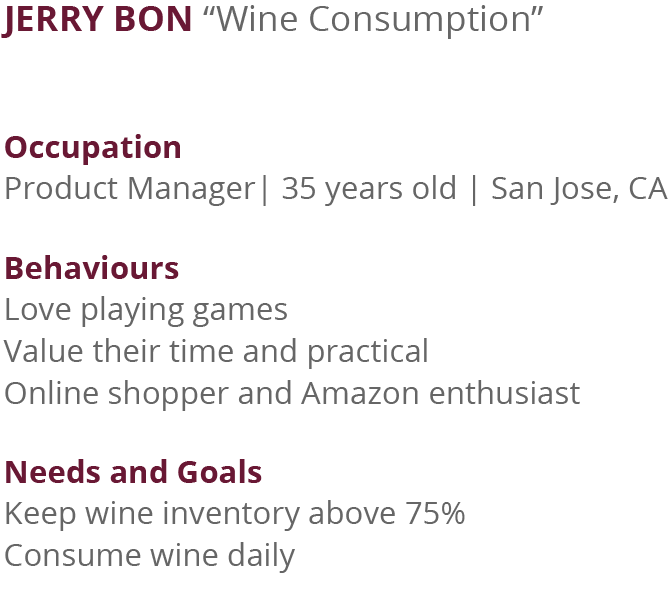 JERRY BON “Wine Consumption”
Occupation
Product Manager| 35 years old | San Jose, CA
Behaviours
Love playing games
Value their time and practical
Online shopper and Amazon enthusiast
Needs and Goals
Keep wine inventory above 75%
Consume wine daily